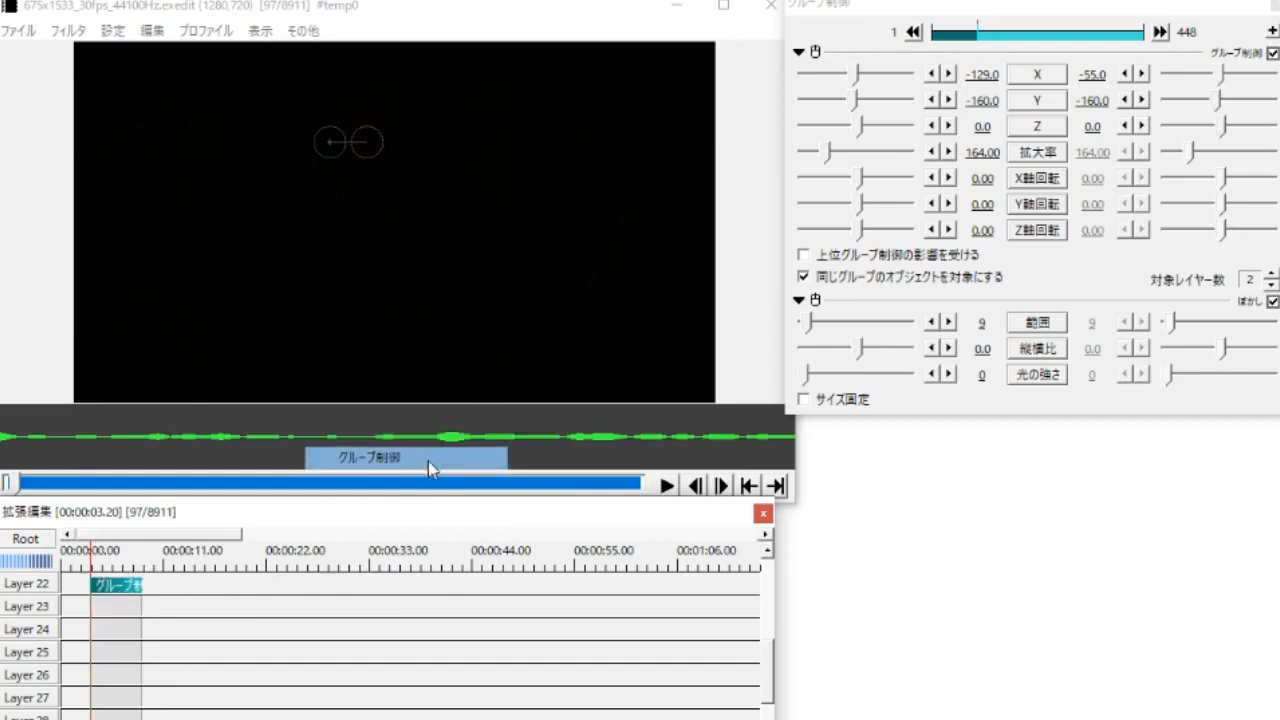 675x1533_30fps_44100Hz.exedit (1280,720) [97/8911] #temp0
ファイル フィルタ 設定 編集 プロファイル 表示 その他
グループ制御
1 448 +
グループ制御
-129.0 X -55.0
-160.0 Y -160.0
0.0 Z 0.0
164.00 拡大率 164.00
0.00 X軸回転 0.00
0.00 Y軸回転 0.00
0.00 Z軸回転 0.00
上位グループ制御の影響を受ける
同じグループのオブジェクトを対象にする
対象レイヤー数 2
ぼかし
9 範囲 9
0.0 縦横比 0.0
0 光の強さ 0
サイズ固定
グループ制御
拡張編集 [00:00:03.20] [97/8911]
x
Root
00:00:00.00 00:00:11.00 00:00:22.00 00:00:33.00 00:00:44.00 00:00:55.00 00:01:06.00
Layer 22 グループ制
Layer 23
Layer 24
Layer 25
Layer 26
Layer 27
Layer 28